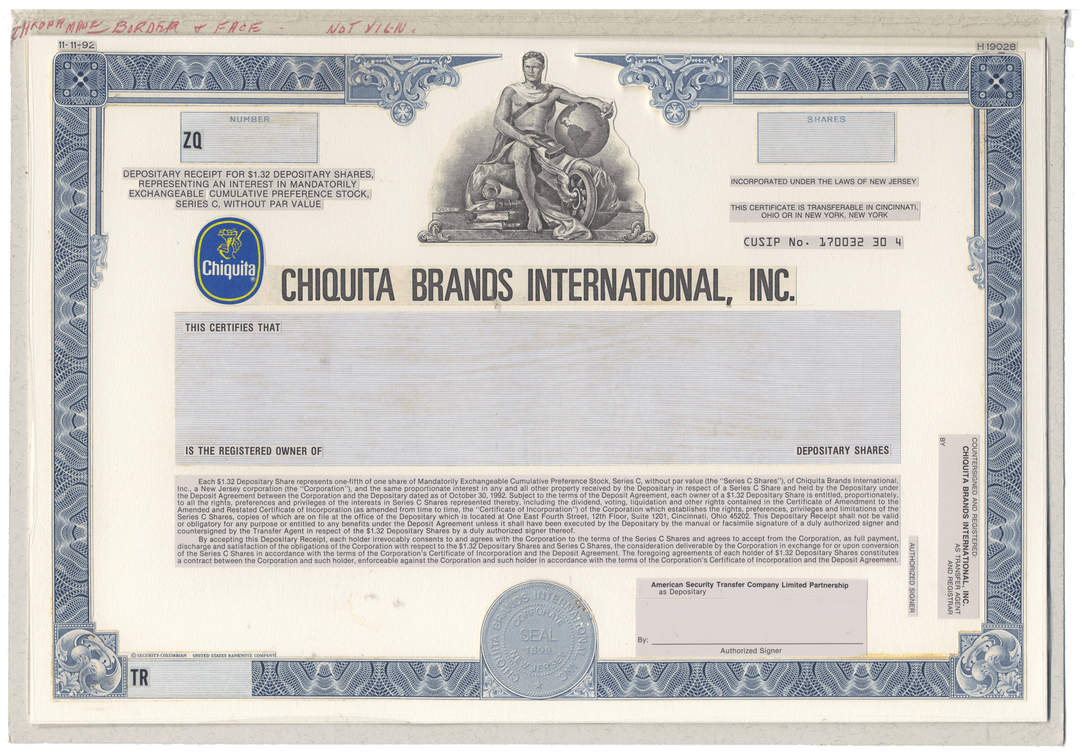 BORDER & FACE - NOT VIGN.
11-11-92
H19028
NUMBER
ZQ
SHARES
DEPOSITARY RECEIPT FOR $1.32 DEPOSITARY SHARES,
REPRESENTING AN INTEREST IN MANDATORILY
EXCHANGEABLE CUMULATIVE PREFERENCE STOCK,
SERIES C, WITHOUT PAR VALUE
INCORPORATED UNDER THE LAWS OF NEW JERSEY
THIS CERTIFICATE IS TRANSFERABLE IN CINCINNATI,
OHIO OR IN NEW YORK, NEW YORK
CUSIP No. 170032 30 4
Chiquita
CHIQUITA BRANDS INTERNATIONAL, INC.
THIS CERTIFIES THAT
IS THE REGISTERED OWNER OF
DEPOSITARY SHARES
Each $1.32 Depositary Share represents one-fifth of one share of Mandatorily Exchangeable Cumulative Preference Stock, Series C, without par value (the "Series C Shares"), of Chiquita Brands International,
Inc., a New Jersey corporation (the "Corporation"), and the same proportionate interest in any and all other property received by the Depositary in respect of a Series C Share and held by the Depositary under
the Deposit Agreement between the Corporation and the Depositary dated as of October 30, 1992. Subject to the terms of the Deposit Agreement, each owner of a $1.32 Depositary Share is entitled, proportionately,
to all the rights, preferences and privileges of the interests in Series C Shares represented thereby, including the dividend, voting, liquidation and other rights contained in the Certificate of Amendment to the
Amended and Restated Certificate of Incorporation (as amended from time to time, the "Certificate of Incorporation") of the Corporation which establishes the rights, preferences, privileges and limitations of the
Series C Shares, copies of which are on file at the office of the Depositary which is located at One East Fourth Street, 12th Floor, Suite 1201, Cincinnati, Ohio 45202. This Depositary Receipt shall not be valid
or obligatory for any purpose or entitled to any benefits under the Deposit Agreement unless it shall have been executed by the Depositary by the manual or facsimile signature of a duly authorized signer and
countersigned by the Transfer Agent in respect of the $1.32 Depositary Shares by a duly authorized signer thereof.
By accepting this Depositary Receipt, each holder irrevocably consents to and agrees with the Corporation to the terms of the Series C Shares and agrees to accept from the Corporation, as full payment,
discharge and satisfaction of the obligations of the Corporation with respect to the $1.32 Depositary Shares and Series C Shares, the consideration deliverable by the Corporation in exchange for or upon conversion
of the Series C Shares in accordance with the terms of the Corporation's Certificate of Incorporation and the Deposit Agreement. The foregoing agreements of each holder of $1.32 Depositary Shares constitutes
a contract between the Corporation and such holder, enforceable against the Corporation and such holder in accordance with the terms of the Corporation's Certificate of Incorporation and the Deposit Agreement.
COUNTERSIGNED AND REGISTERED:
CHIQUITA BRANDS INTERNATIONAL, INC.
AS TRANSFER AGENT
AND REGISTRAR
BY
AUTHORIZED SIGNER
American Security Transfer Company Limited Partnership
as Depositary
By:
Authorized Signer
CHIQUITA BRANDS INTERNATIONAL INC.
CORPORATE
SEAL
1899
NEW JERSEY
© SECURITY-COLUMBIAN UNITED STATES BANKNOTE COMPANY
TR